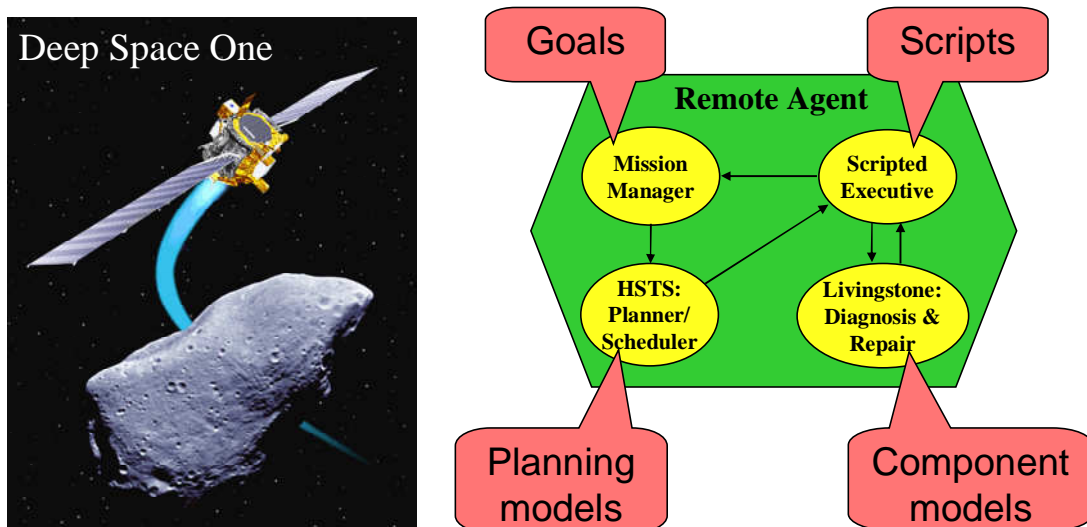 Deep Space One
Goals
Scripts
Remote Agent
Mission
Manager
Scripted
Executive
HSTS:
Planner/
Scheduler
Livingstone:
Diagnosis &
Repair
Planning
models
Component
models